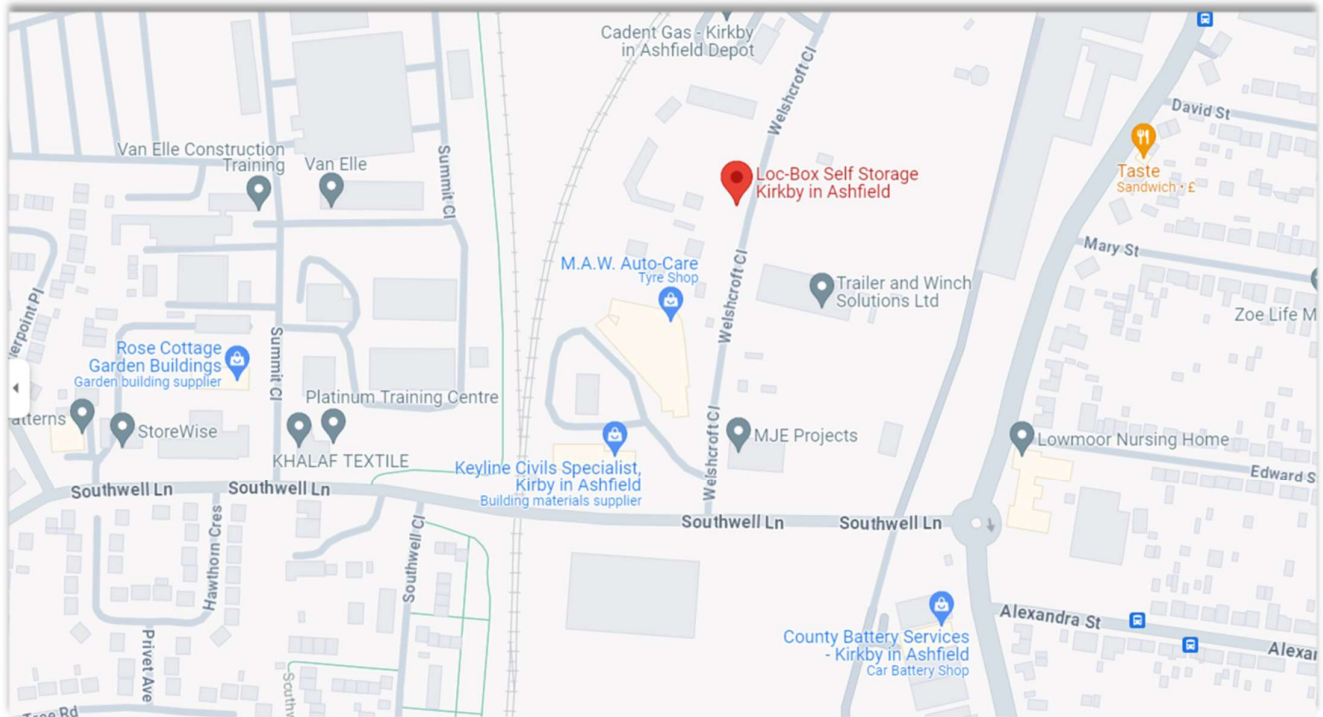 Cadent Gas - Kirkby
in Ashfield Depot
Welshcroft Cl
David St
Van Elle Construction
Training
Van Elle
Summit Cl
Taste
Sandwich · £
Loc-Box Self Storage
Kirkby in Ashfield
Mary St
M.A.W. Auto-Care
Tyre Shop
Welshcroft Cl
Trailer and Winch
Solutions Ltd
erpoint Pl
Zoe Life M
Rose Cottage
Garden Buildings
Garden building supplier
Summit Cl
Platinum Training Centre
atterns
StoreWise
KHALAF TEXTILE
Welshcroft Cl
MJE Projects
Lowmoor Nursing Home
Keyline Civils Specialist,
Kirby in Ashfield
Building materials supplier
Edward S
Southwell Ln
Southwell Ln
Southwell Ln
Southwell Ln
Hawthorn Cres
Southwell Cl
Alexandra St
County Battery Services
- Kirkby in Ashfield
Car Battery Shop
Alexar
Privet Ave
Southw